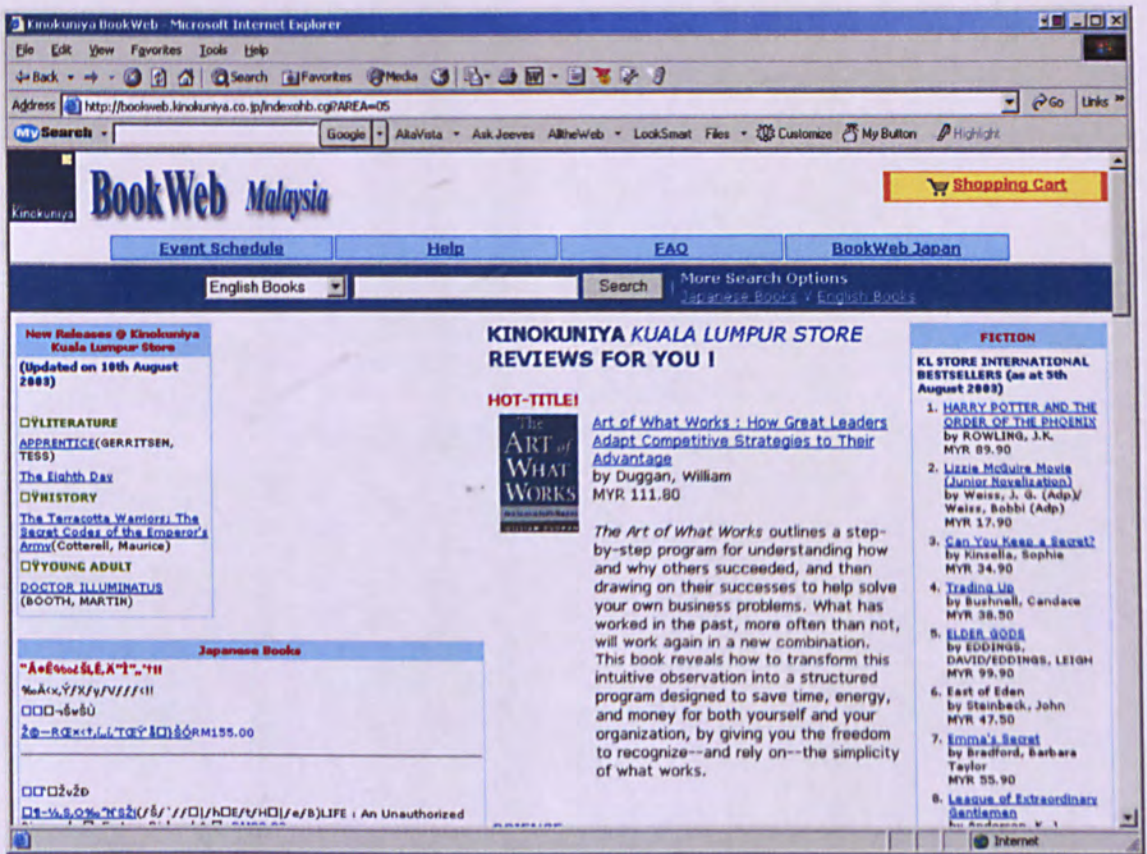 Kinokuniya BookWeb - Microsoft Internet Explorer
File Edit View Favorites Tools Help
Back Search Favorites Media
Address http://bookweb.kinokuniya.co.jp/indexohb.cgi?AREA=05 Go Links »
My Search Google AltaVista Ask Jeeves AlltheWeb LookSmart Files Customize My Button Highlight
Kinokuniya BookWeb Malaysia Shopping Cart
Event Schedule Help FAQ BookWeb Japan
English Books Search More Search Options
Japanese Books English Books
New Releases @ Kinokuniya
Kuala Lumpur Store
(Updated on 10th August
2003)
LITERATURE
APPRENTICE(GERRITSEN,
TESS)
The Eighth Day
HISTORY
The Terracotta Warriors: The
Secret Codes of the Emperor's
Army(Cotterell, Maurice)
YOUNG ADULT
DOCTOR ILLUMINATUS
(BOOTH, MARTIN)
Japanese Books
RM155.00
LIFE : An Unauthorized
KINOKUNIYA KUALA LUMPUR STORE
REVIEWS FOR YOU !
HOT-TITLE!
The
ART of
WHAT
WORKS
Art of What Works : How Great Leaders
Adapt Competitive Strategies to Their
Advantage
by Duggan, William
MYR 111.80
The Art of What Works outlines a step-
by-step program for understanding how
and why others succeeded, and then
drawing on their successes to help solve
your own business problems. What has
worked in the past, more often than not,
will work again in a new combination.
This book reveals how to transform this
intuitive observation into a structured
program designed to save time, energy,
and money for both yourself and your
organization, by giving you the freedom
to recognize--and rely on--the simplicity
of what works.
FICTION
KL STORE INTERNATIONAL
BESTSELLERS (as at 5th
August 2003)
1. HARRY POTTER AND THE
ORDER OF THE PHOENIX
by ROWLING, J.K.
MYR 89.90
2. Lizzie McGuire Movie
(Junior Novelization)
by Weiss, J. G. (Adp)/
Weiss, Bobbi (Adp)
MYR 17.90
3. Can You Keep a Secret?
by Kinsella, Sophie
MYR 34.90
4. Trading Up
by Bushnell, Candace
MYR 38.50
5. ELDER GODS
by EDDINGS,
DAVID/EDDINGS, LEIGH
MYR 99.90
6. East of Eden
by Steinbeck, John
MYR 47.50
7. Emma's Secret
by Bradford, Barbara
Taylor
MYR 55.90
8. League of Extraordinary
Gentleman
Internet